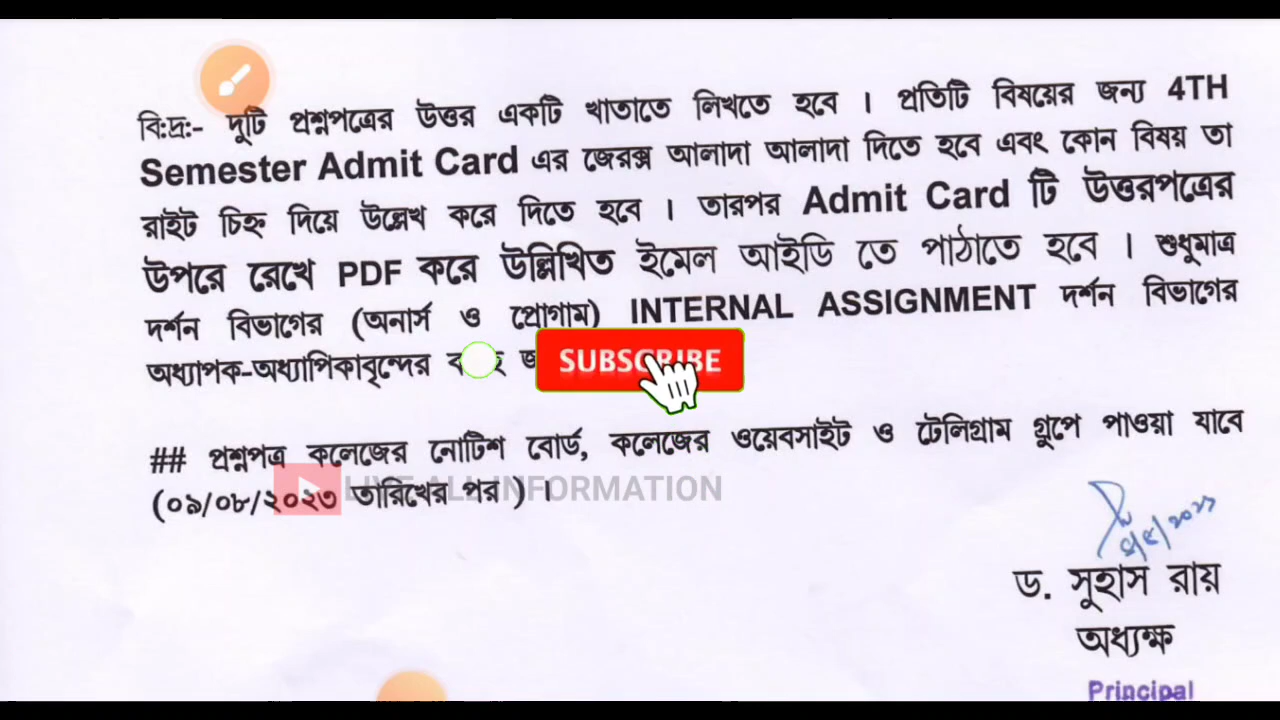 বি:দ্র:- দুটি প্রশ্নপত্রের উত্তর একটি খাতাতে লিখতে হবে । প্রতিটি বিষয়ের জন্য 4TH
Semester Admit Card এর জেরক্স আলাদা আলাদা দিতে হবে এবং কোন বিষয় তা
রাইট চিহ্ন দিয়ে উল্লেখ করে দিতে হবে । তারপর Admit Card টি উত্তরপত্রের
উপরে রেখে PDF করে উল্লিখিত ইমেল আইডি তে পাঠাতে হবে । শুধুমাত্র
দর্শন বিভাগের (অনার্স ও প্রোগাম) INTERNAL ASSIGNMENT দর্শন বিভাগের
অধ্যাপক-অধ্যাপিকাবৃন্দের
SUBSCRIBE
## প্রশ্নপত্র কলেজের নোটিশ বোর্ড, কলেজের ওয়েবসাইট ও টেলিগ্রাম গ্রুপে পাওয়া যাবে
(০৯/০৮/২০২৩ তারিখের পর ) ।
LIVE ALL INFORMATION
ড. সুহাস রায়
অধ্যক্ষ
Principal